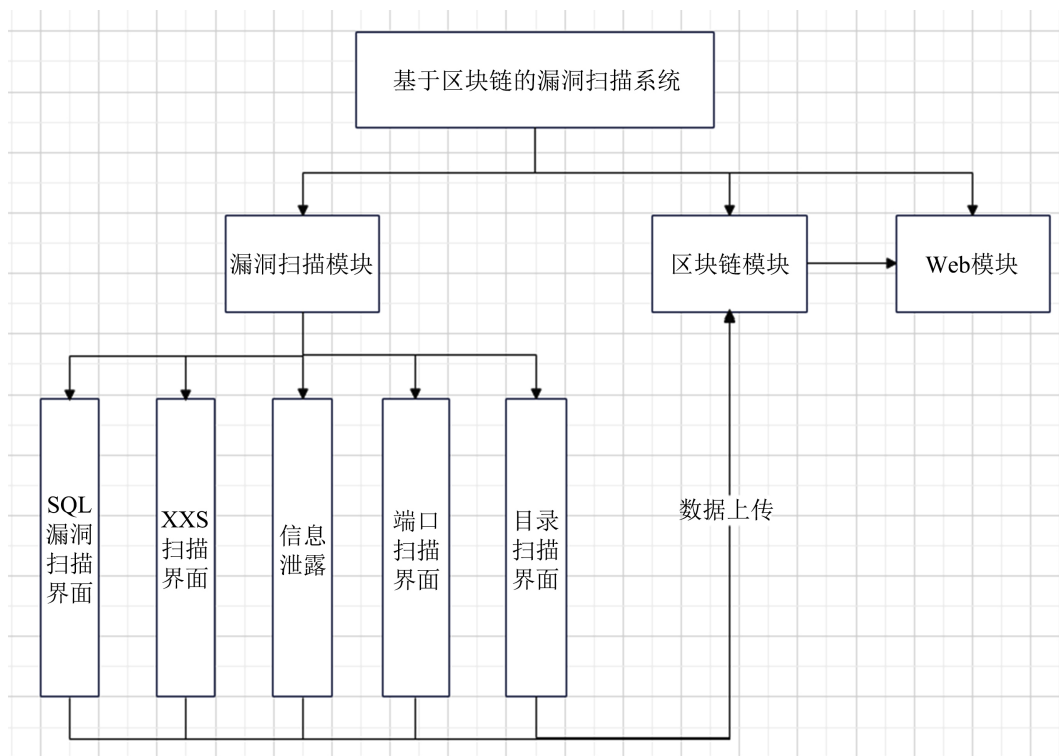 基于区块链的漏洞扫描系统
漏洞扫描模块
区块链模块
Web模块
SQL
漏洞
扫描
界面
XXS
扫描
界面
信息
泄露
端口
扫描
界面
目录
扫描
界面
数据上传